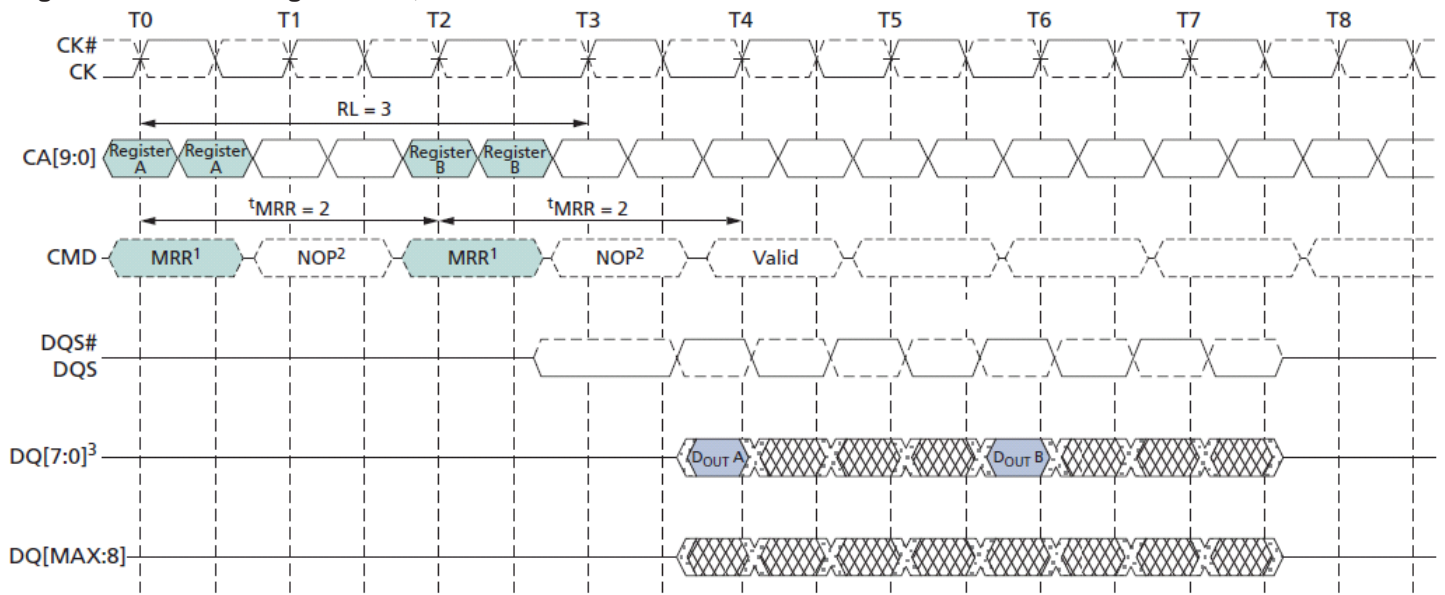 T0 T1 T2 T3 T4 T5 T6 T7 T8
CK#
CK
RL = 3
CA[9:0]
Register A
Register A
Register B
Register B
tMRR = 2
tMRR = 2
CMD
MRR1
NOP2
MRR1
NOP2
Valid
DQS#
DQS
DQ[7:0]3
DOUT A
DOUT B
DQ[MAX:8]